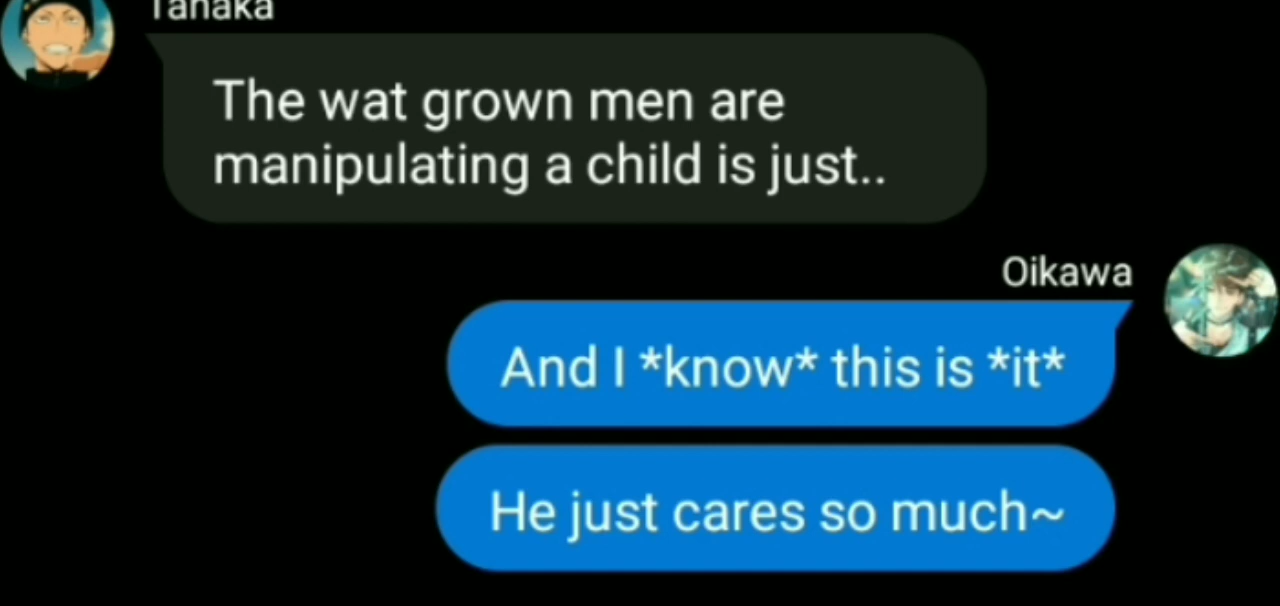 Tanaka
The wat grown men are
manipulating a child is just..
Oikawa
And I *know* this is *it*
He just cares so much~